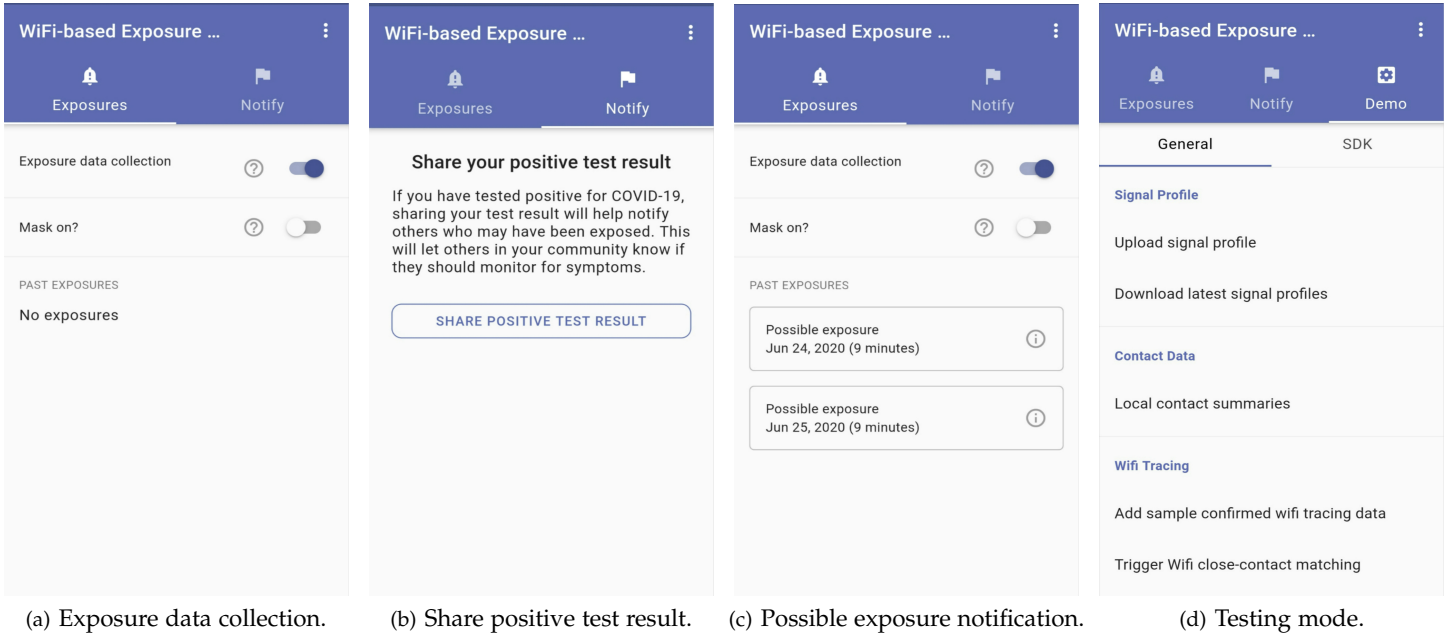 WiFi-based Exposure ...
Exposures
Notify
Exposure data collection
Mask on?
PAST EXPOSURES
No exposures
(a) Exposure data collection.
WiFi-based Exposure ...
Exposures
Notify
Share your positive test result
If you have tested positive for COVID-19,
sharing your test result will help notify
others who may have been exposed. This
will let others in your community know if
they should monitor for symptoms.
SHARE POSITIVE TEST RESULT
(b) Share positive test result.
WiFi-based Exposure ...
Exposures
Notify
Exposure data collection
Mask on?
PAST EXPOSURES
Possible exposure
Jun 24, 2020 (9 minutes)
Possible exposure
Jun 25, 2020 (9 minutes)
(c) Possible exposure notification.
WiFi-based Exposure ...
Exposures
Notify
Demo
General
SDK
Signal Profile
Upload signal profile
Download latest signal profiles
Contact Data
Local contact summaries
Wifi Tracing
Add sample confirmed wifi tracing data
Trigger Wifi close-contact matching
(d) Testing mode.